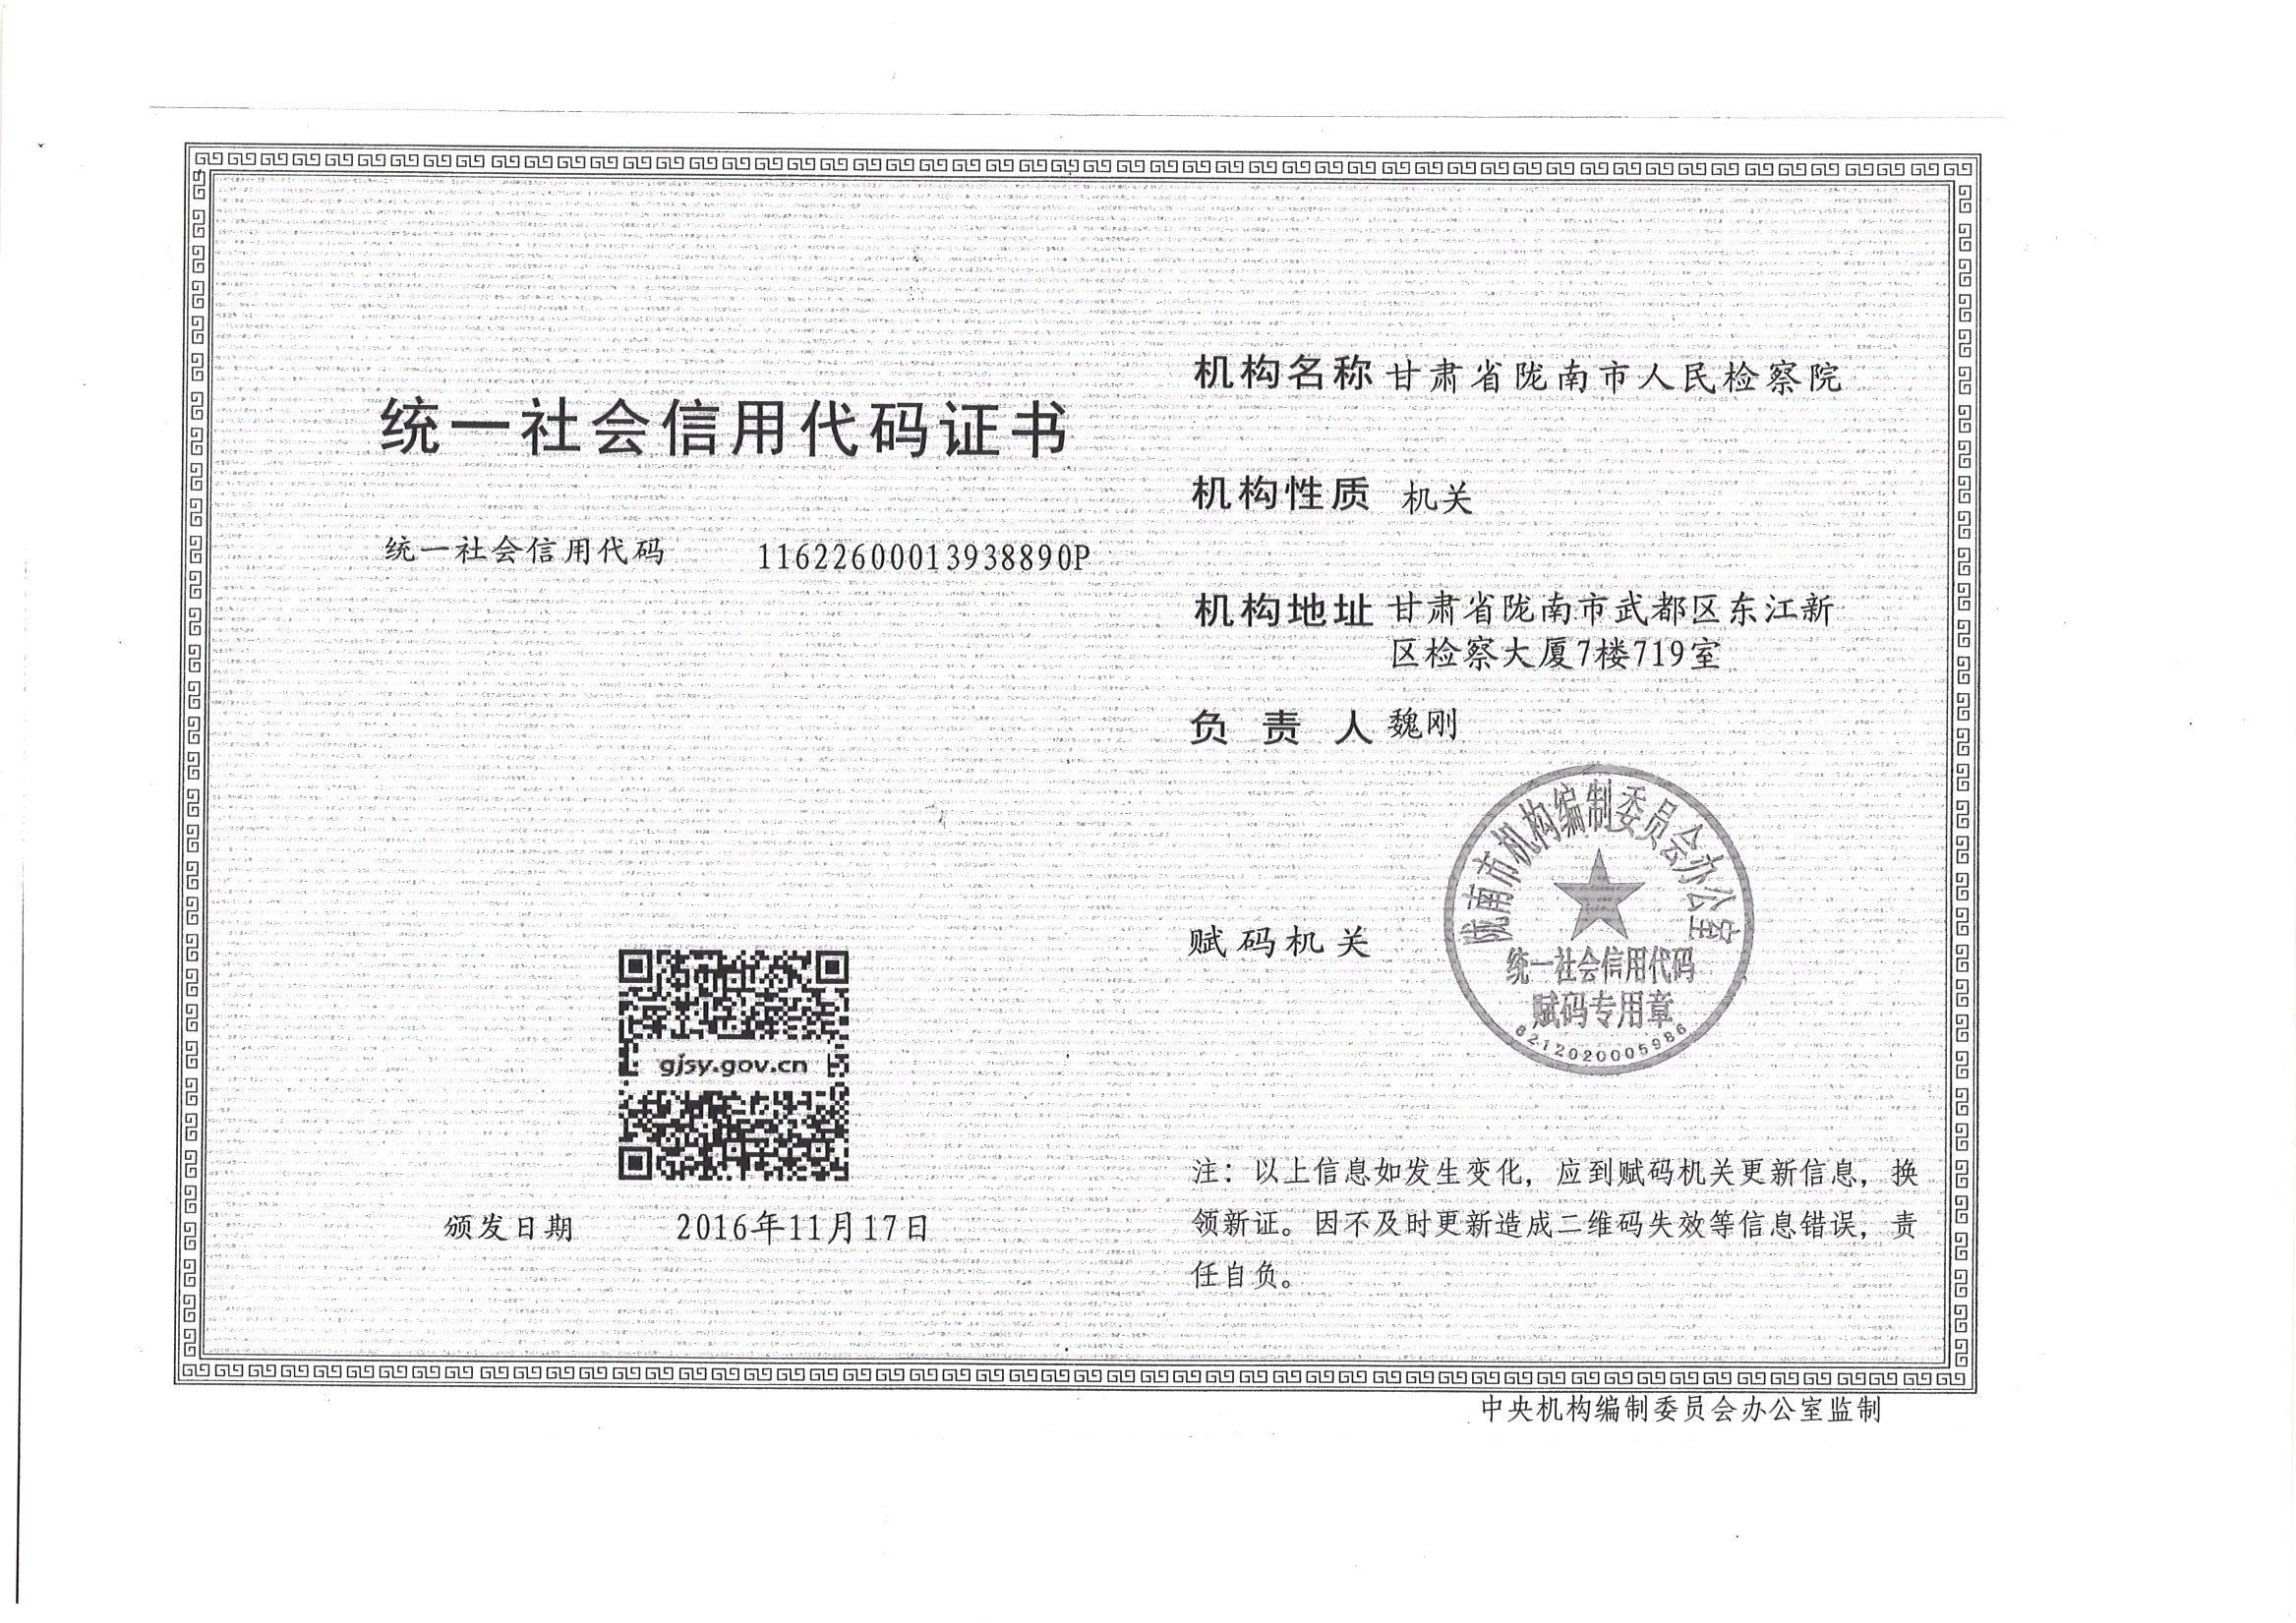 统一社会信用代码证书
统一社会信用代码 11622600013938890P
gjsy.gov.cn
颁发日期 2016年11月17日
机构名称 甘肃省陇南市人民检察院
机构性质 机关
机构地址 甘肃省陇南市武都区东江新
区检察大厦7楼719室
负责人 魏刚
赋码机关
陇南市机构编制委员会办公室
统一社会信用代码
赋码专用章
6212020005986
注：以上信息如发生变化，应到赋码机关更新信息，换
领新证。因不及时更新造成二维码失效等信息错误，责
任自负。
中央机构编制委员会办公室监制